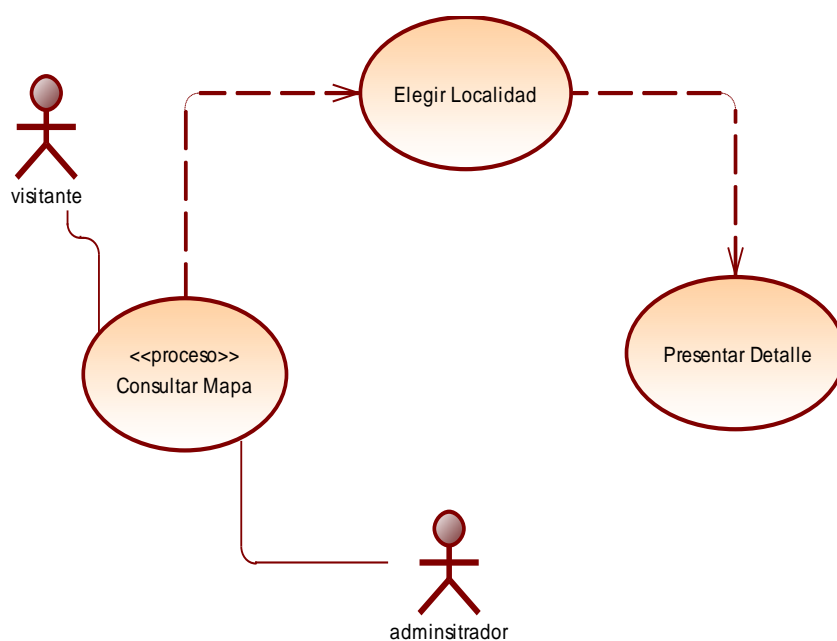 Elegir Localidad
visitante
<<proceso>>
Consultar Mapa
Presentar Detalle
adminsitrador